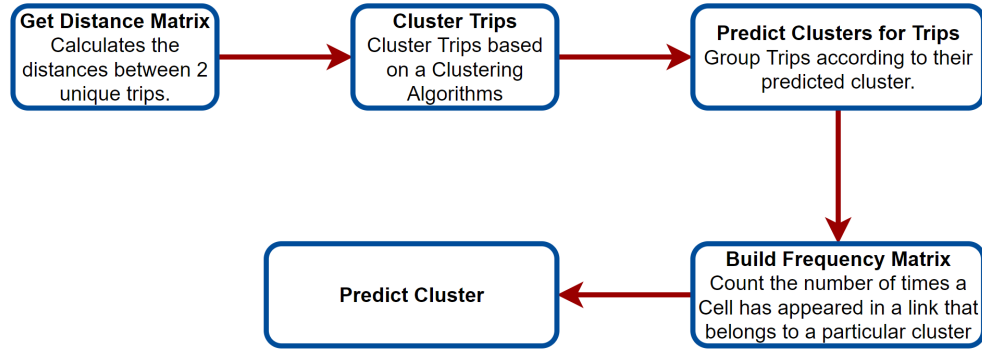 Get Distance Matrix
Calculates the
distances between 2
unique trips.
Cluster Trips
Cluster Trips based
on a Clustering
Algorithms
Predict Clusters for Trips
Group Trips according to their
predicted cluster.
Build Frequency Matrix
Count the number of times a
Cell has appeared in a link that
belongs to a particular cluster
Predict Cluster